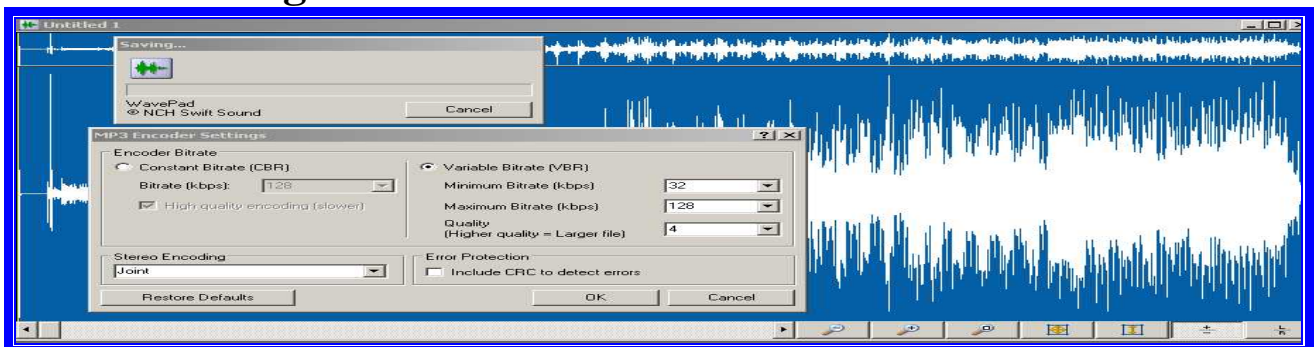 Untitled 1
Saving...
WavePad
© NCH Swift Sound
Cancel
MP3 Encoder Settings
Encoder Bitrate
Constant Bitrate (CBR)
Bitrate (kbps): 128
High quality encoding (slower)
Variable Bitrate (VBR)
Minimum Bitrate (kbps) 32
Maximum Bitrate (kbps) 128
Quality
(Higher quality = Larger file) 4
Stereo Encoding
Joint
Error Protection
Include CRC to detect errors
Restore Defaults
OK
Cancel